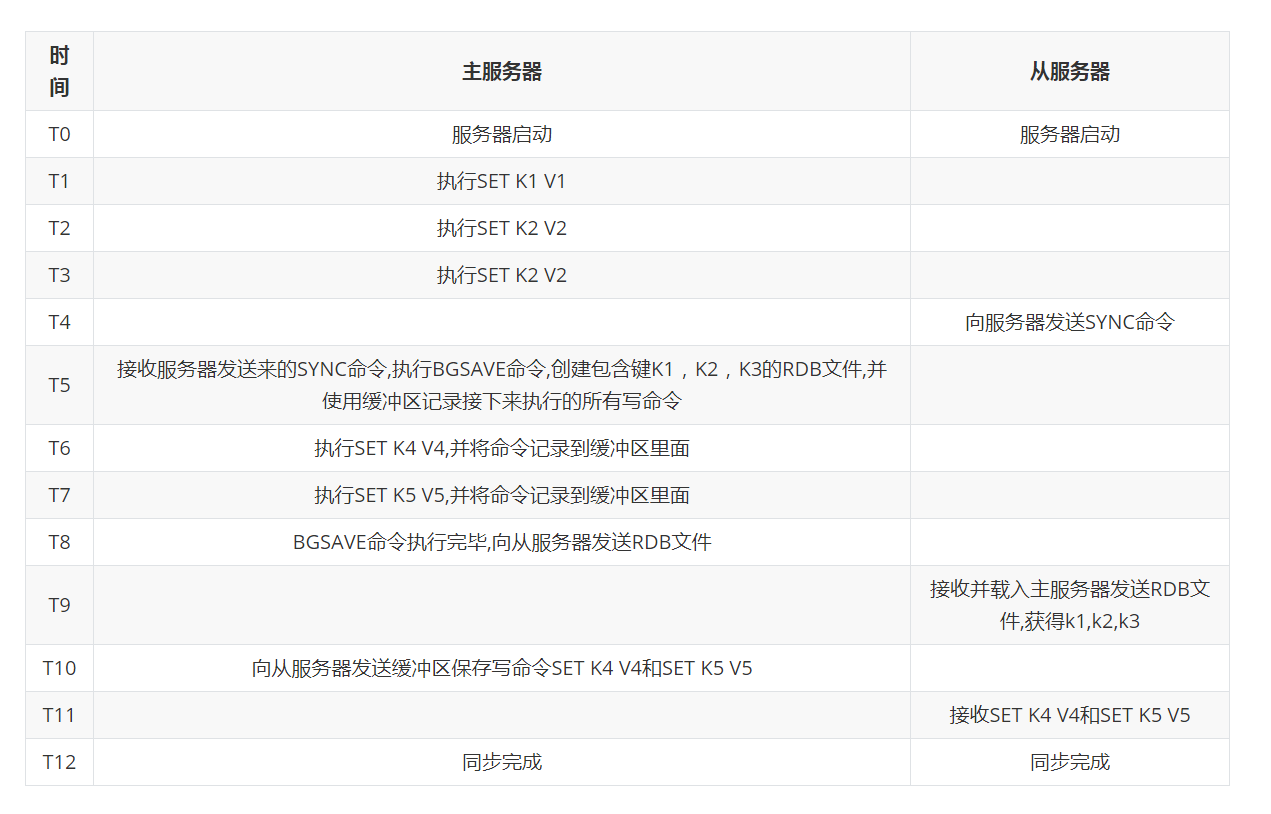 时
间
主服务器
从服务器
T0
服务器启动
服务器启动
T1
执行SET K1 V1
T2
执行SET K2 V2
T3
执行SET K2 V2
T4
向服务器发送SYNC命令
T5
接收服务器发送来的SYNC命令,执行BGSAVE命令,创建包含键K1，K2，K3的RDB文件,并
使用缓冲区记录接下来执行的所有写命令
T6
执行SET K4 V4,并将命令记录到缓冲区里面
T7
执行SET K5 V5,并将命令记录到缓冲区里面
T8
BGSAVE命令执行完毕,向从服务器发送RDB文件
T9
接收并载入主服务器发送RDB文
件,获得k1,k2,k3
T10
向从服务器发送缓冲区保存写命令SET K4 V4和SET K5 V5
T11
接收SET K4 V4和SET K5 V5
T12
同步完成
同步完成